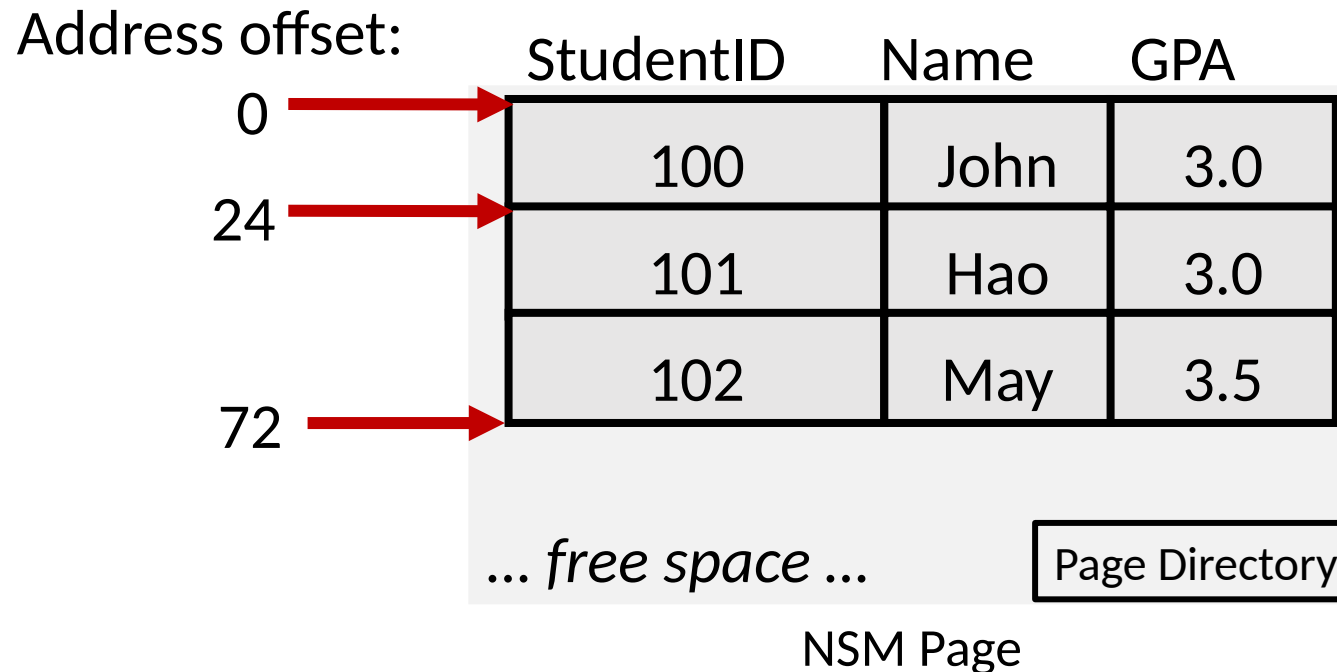 Address offset:
StudentID Name GPA
0
100 John 3.0
24
101 Hao 3.0
102 May 3.5
72
... free space ...
Page Directory
NSM Page